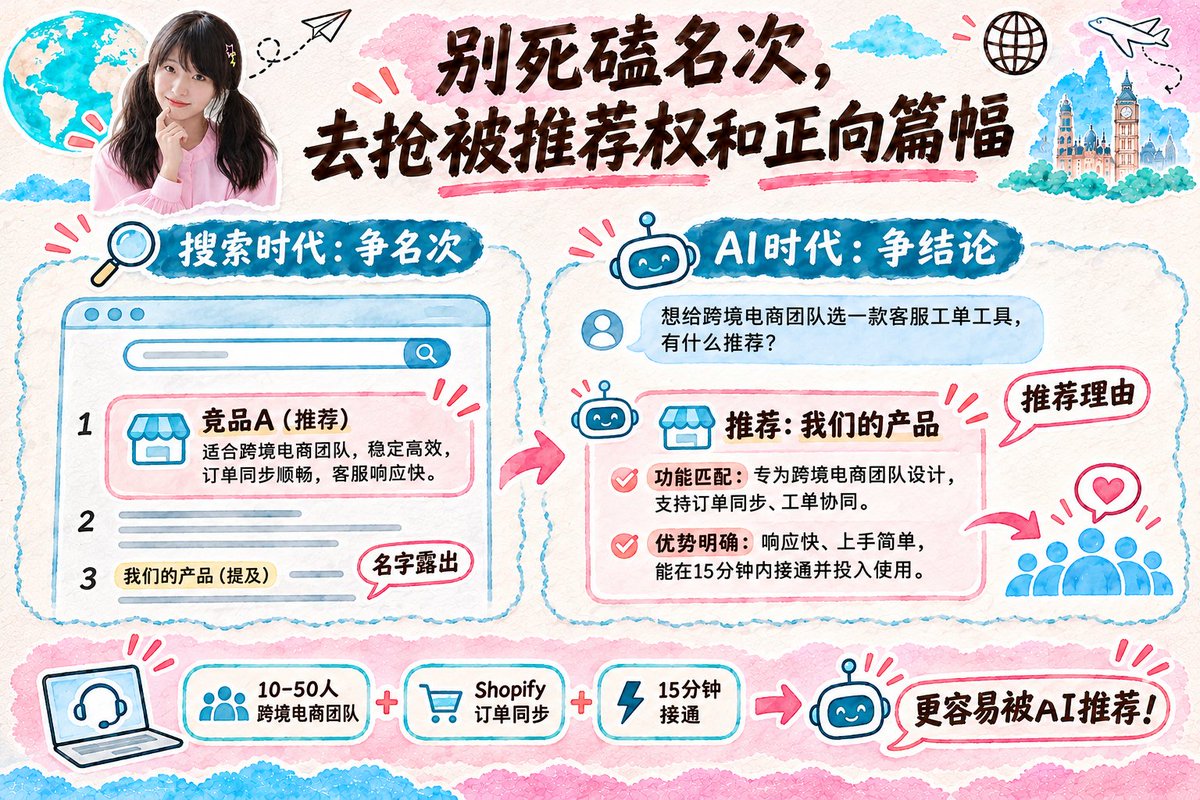 别死磕名次，
去抢被推荐权和正向篇幅
搜索时代：争名次
1
竞品A（推荐）
适合跨境电商团队，稳定高效，
订单同步顺畅，客服响应快。
2
3
我们的产品（提及）
名字露出
AI时代：争结论
想给跨境电商团队选一款客服工单工具，
有什么推荐？
推荐：我们的产品
推荐理由
功能匹配：专为跨境电商团队设计，
支持订单同步、工单协同。
优势明确：响应快、上手简单，
能在15分钟内接通并投入使用。
10-50人
跨境电商团队
+
Shopify
订单同步
+
15分钟
接通
更容易被AI推荐！